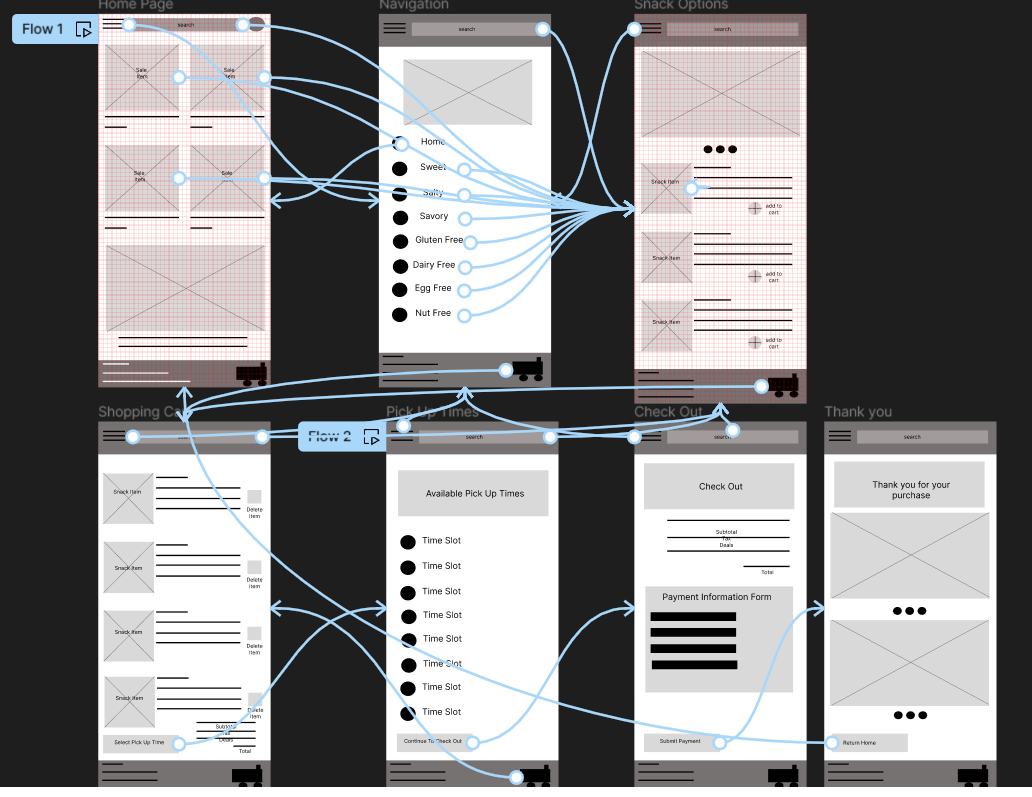 Home Page
Navigation
Snack Options
Flow 1
search
search
search
Sale
Item
Sale
Item
Sale
Item
Sale
Item
Home
Sweet
Salty
Savory
Gluten Free
Dairy Free
Egg Free
Nut Free
Snack Item
add to
cart
Snack Item
add to
cart
Snack Item
add to
cart
Shopping
Pick Up Times
Check Out
Thank you
Flow 2
search
search
search
Snack Item
Delete
Item
Snack Item
Delete
Item
Snack Item
Delete
Item
Snack Item
Delete
Item
Subtotal
Deals
Total
Select Pick Up Time
Available Pick Up Times
Time Slot
Time Slot
Time Slot
Time Slot
Time Slot
Time Slot
Time Slot
Time Slot
Continue To Check Out
Check Out
Subtotal
Tax
Deals
Total
Payment Information Form
Submit Payment
Thank you for your
purchase
Return Home